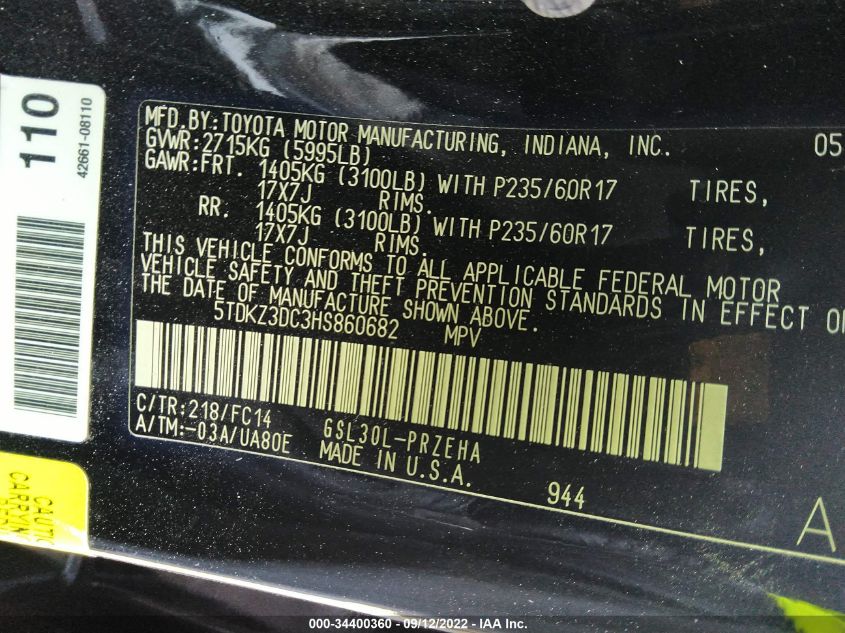 110
42661-08110
MFD.BY:TOYOTA MOTOR MANUFACTURING, INDIANA, INC. 05
GVWR:2715KG (5995LB)
GAWR:FRT. 1405KG (3100LB) WITH P235/60R17 TIRES,
17X7J RIMS.
RR. 1405KG (3100LB) WITH P235/60R17 TIRES,
17X7J RIMS.
THIS VEHICLE CONFORMS TO ALL APPLICABLE FEDERAL MOTOR
VEHICLE SAFETY AND THEFT PREVENTION STANDARDS IN EFFECT
THE DATE OF MANUFACTURE SHOWN ABOVE.
5TDKZ3DC3HS860682 MPV
C/TR:218/FC14
A/TM:-03A/UA80E GSL30L-PRZEHA
MADE IN U.S.A.
944
A
000-34400360 - 09/12/2022 - IAA Inc.